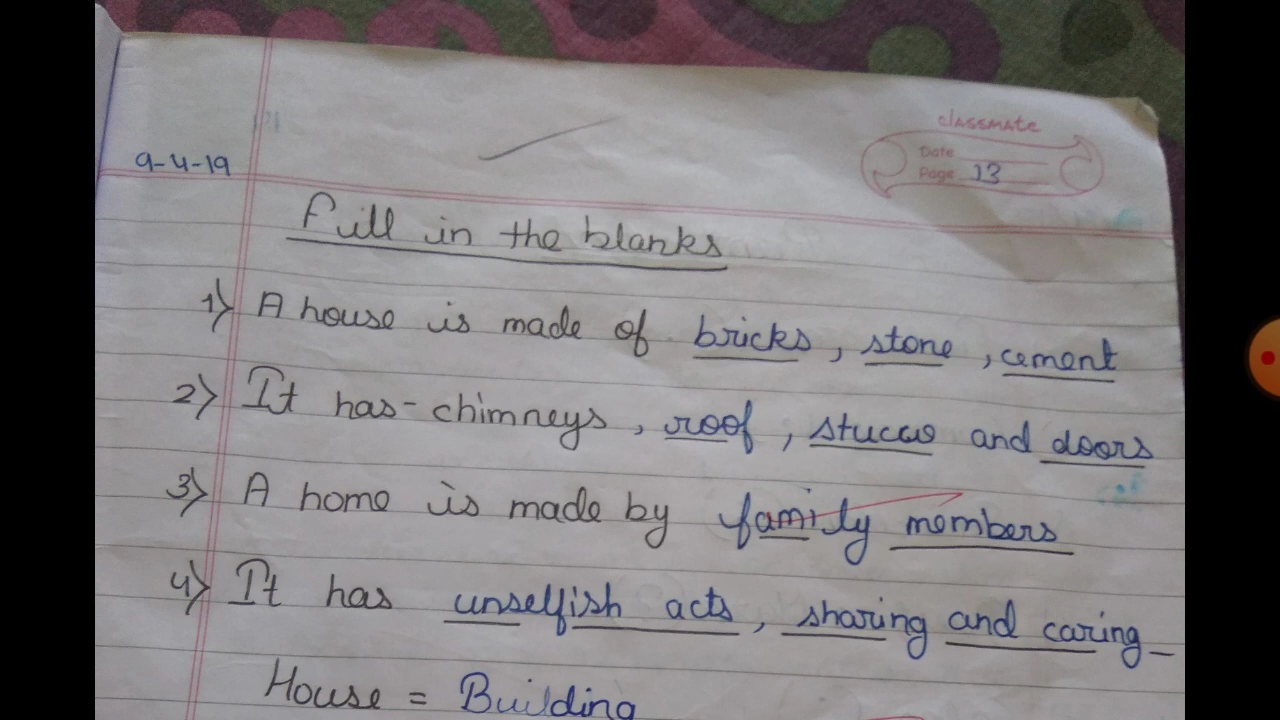 classmate
Date
Page 13
9-4-19
Fill in the blanks
1) A house is made of bricks, stone, cement
2) It has - chimneys, roof, stucco and doors
3) A home is made by family members
4) It has unselfish acts, sharing and caring
House = Building